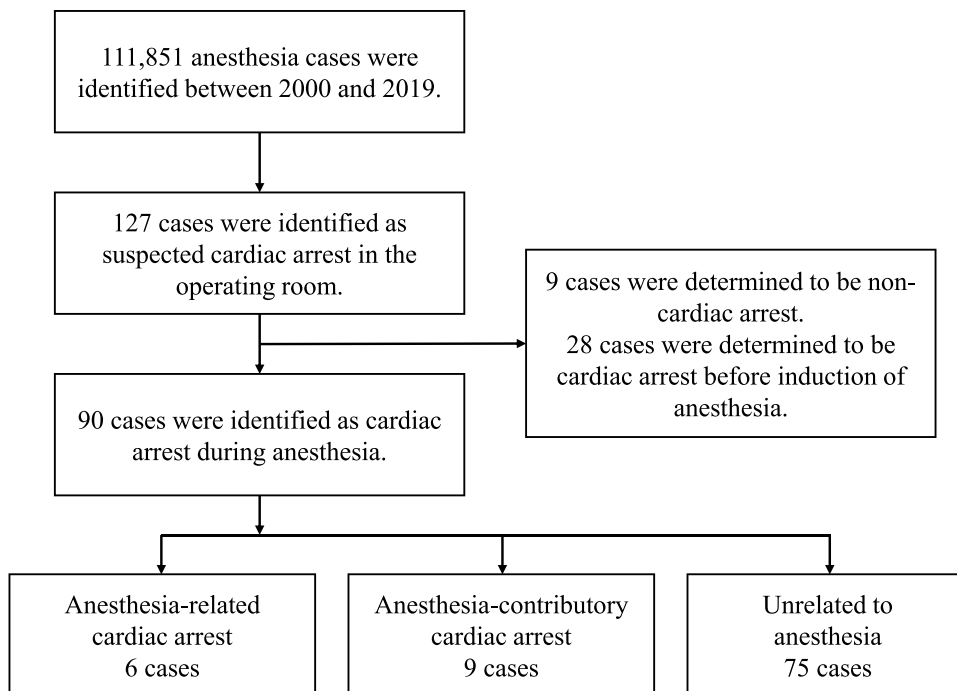 111,851 anesthesia cases were
identified between 2000 and 2019.
127 cases were identified as
suspected cardiac arrest in the
operating room.
9 cases were determined to be non-
cardiac arrest.
28 cases were determined to be
cardiac arrest before induction of
anesthesia.
90 cases were identified as cardiac
arrest during anesthesia.
Anesthesia-related
cardiac arrest
6 cases
Anesthesia-contributory
cardiac arrest
9 cases
Unrelated to
anesthesia
75 cases